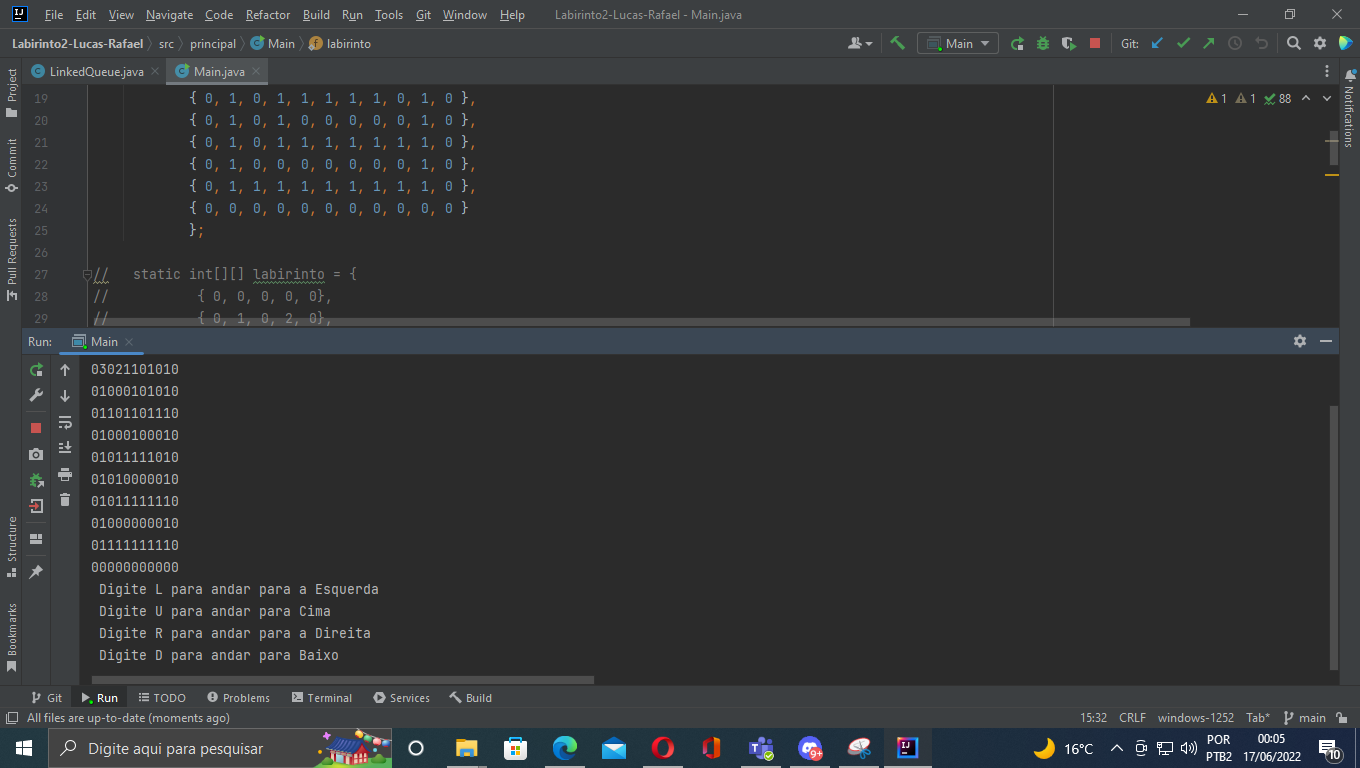 File Edit View Navigate Code Refactor Build Run Tools Git Window Help Labirinto2-Lucas-Rafael - Main.java
Labirinto2-Lucas-Rafael src principal Main labirinto Main Git:
Project
Commit
Pull Requests
Structure
Bookmarks
Notifications
LinkedQueue.java Main.java
1 1 88
19 { 0, 1, 0, 1, 1, 1, 1, 1, 0, 1, 0 },
20 { 0, 1, 0, 1, 0, 0, 0, 0, 0, 1, 0 },
21 { 0, 1, 0, 1, 1, 1, 1, 1, 1, 1, 0 },
22 { 0, 1, 0, 0, 0, 0, 0, 0, 0, 1, 0 },
23 { 0, 1, 1, 1, 1, 1, 1, 1, 1, 1, 0 },
24 { 0, 0, 0, 0, 0, 0, 0, 0, 0, 0, 0 }
25 };
26
27 // static int[][] labirinto = {
28 // { 0, 0, 0, 0, 0},
29 // { 0, 1, 0, 2, 0},
Run: Main
03021101010
01000101010
01101101110
01000100010
01011111010
01010000010
01011111110
01000000010
01111111110
00000000000
Digite L para andar para a Esquerda
Digite U para andar para Cima
Digite R para andar para a Direita
Digite D para andar para Baixo
Git Run TODO Problems Terminal Services Build
All files are up-to-date (moments ago) 15:32 CRLF windows-1252 Tab* main
Digite aqui para pesquisar
9+
IJ
16°C
POR
PTB2
00:05
17/06/2022
10